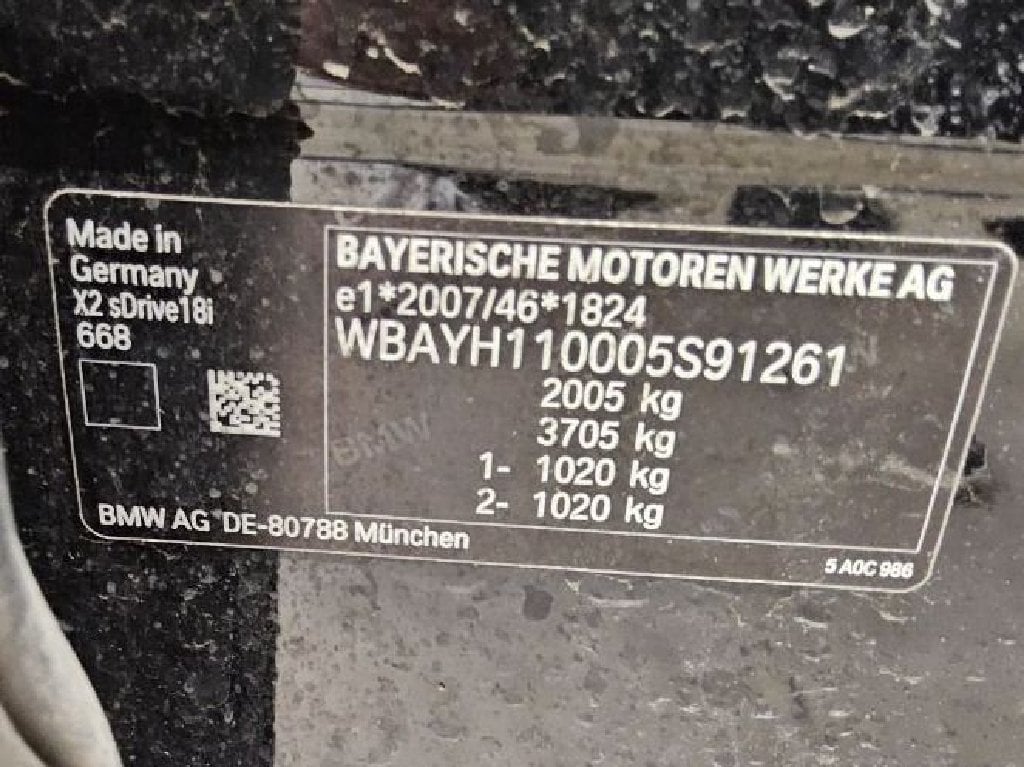 Made in
Germany
X2 sDrive18i
668
BAYERISCHE MOTOREN WERKE AG
e1*2007/46*1824
WBAYH110005S91261
2005 kg
3705 kg
1- 1020 kg
2- 1020 kg
BMW
BMW AG DE-80788 München
5 A0C 986